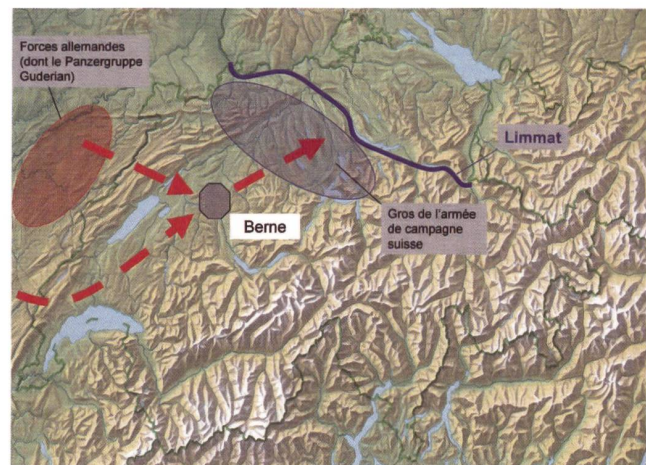 Forces allemandes
(dont le Panzergruppe
Guderian)
Limmat
Berne
Gros de l'armée
de campagne
suisse